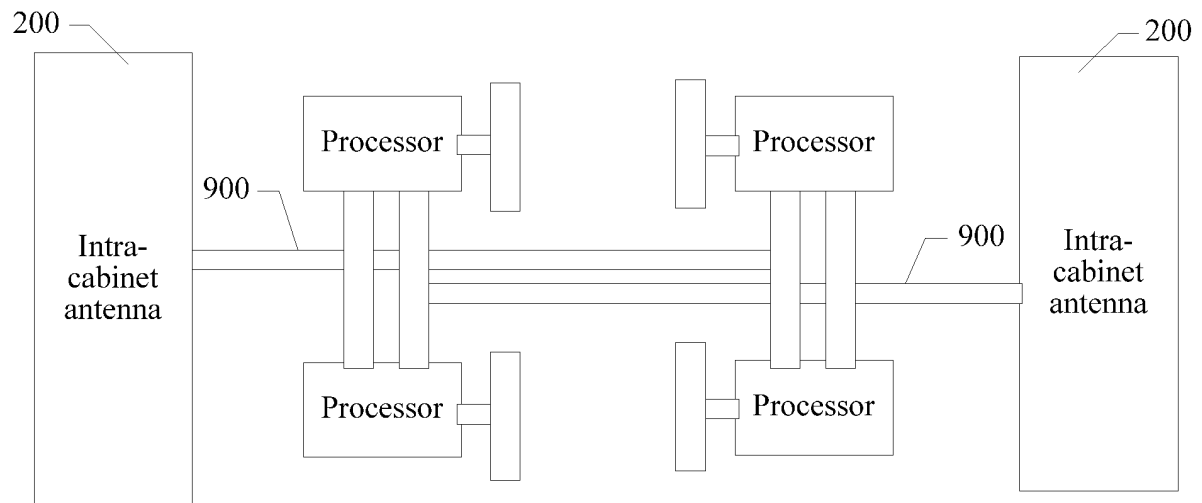 200
200
Processor
Processor
900
900
Intra-
cabinet
antenna
Intra-
cabinet
antenna
Processor
Processor